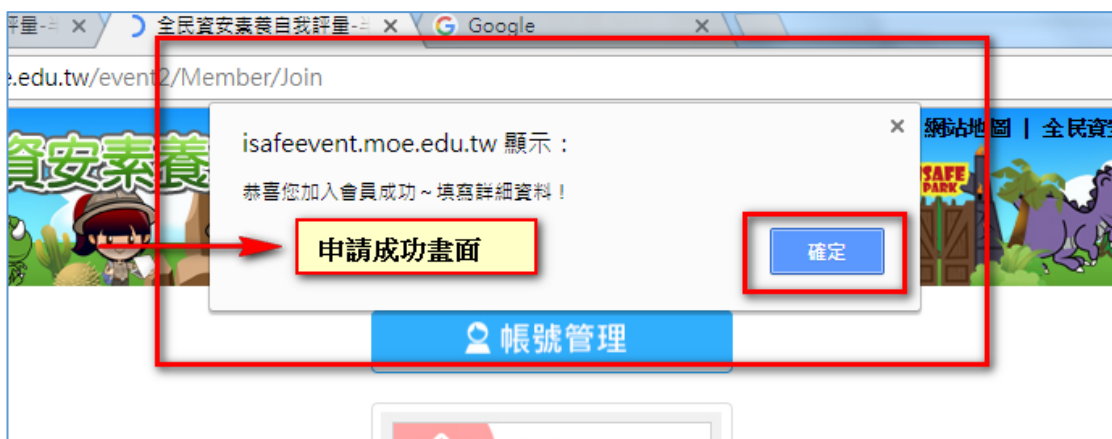 評量-半
全民資安素養自我評量-半
Google
e.edu.tw/event2/Member/Join
網站地圖 | 全民資
資安素養
isafeevent.moe.edu.tw 顯示：
恭喜您加入會員成功～填寫詳細資料！
SAFE
PARK
申請成功畫面
確定
帳號管理